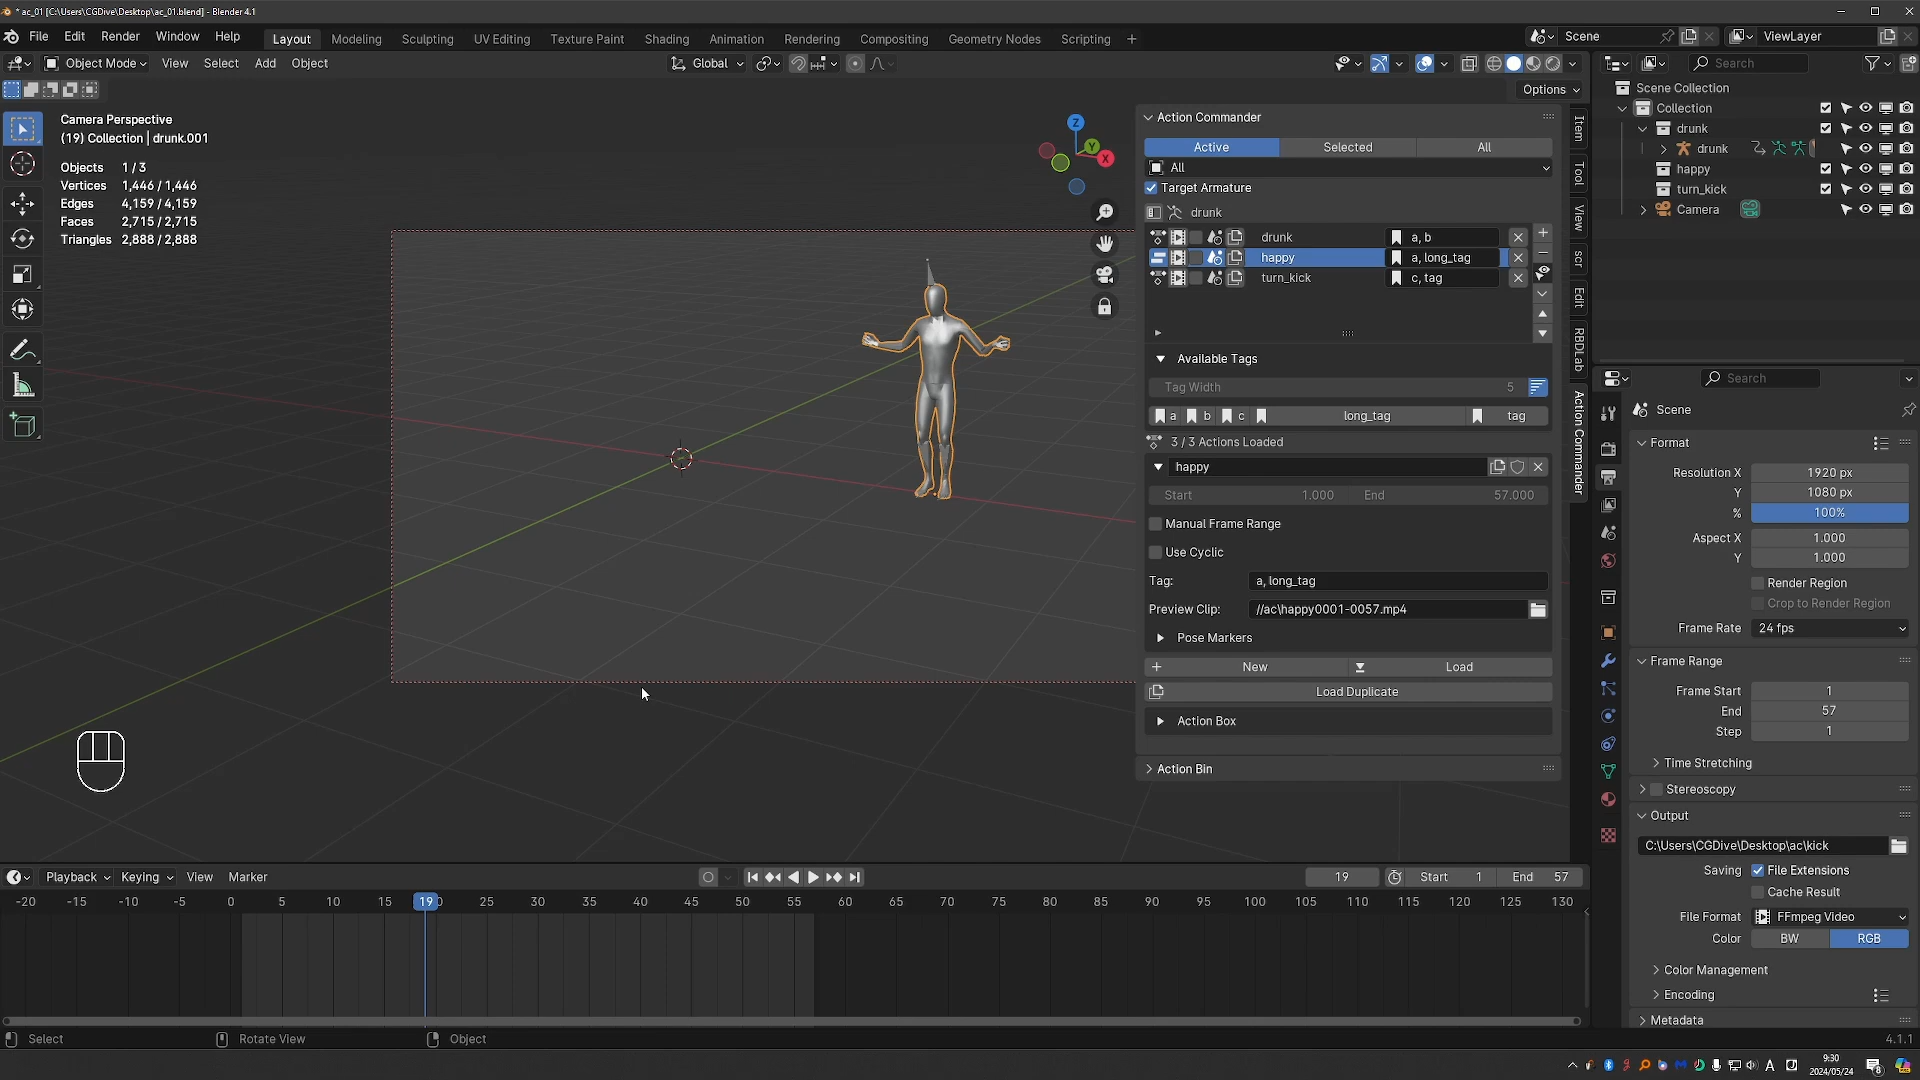 * ac_01 [C:\Users\CGDive\Desktop\ac_01.blend] - Blender 4.1
File Edit Render Window Help
Layout Modeling Sculpting UV Editing Texture Paint Shading Animation Rendering Compositing Geometry Nodes Scripting +
Scene
ViewLayer
Object Mode View Select Add Object
Global
Search
Options
Camera Perspective
(19) Collection | drunk.001
Objects 1 / 3
Vertices 1,446 / 1,446
Edges 4,159 / 4,159
Faces 2,715 / 2,715
Triangles 2,888 / 2,888
Z
Y
X
Action Commander
Active Selected All
All
Target Armature
drunk
drunk a, b
happy a, long_tag
turn_kick c, tag
Available Tags
Tag Width 5
a b c long_tag tag
3 / 3 Actions Loaded
happy
Start 1.000 End 57.000
Manual Frame Range
Use Cyclic
Tag: a, long_tag
Preview Clip: //ac\happy0001-0057.mp4
Pose Markers
New Load
Load Duplicate
Action Box
Action Bin
Item
Tool
View
scr
Edit
RBDLab
Action Commander
Scene Collection
Collection
drunk
drunk
happy
turn_kick
Camera
Search
Scene
Format
Resolution X 1920 px
Y 1080 px
% 100%
Aspect X 1.000
Y 1.000
Render Region
Crop to Render Region
Frame Rate 24 fps
Frame Range
Frame Start 1
End 57
Step 1
Time Stretching
Stereoscopy
Output
C:\Users\CGDive\Desktop\ac\kick
Saving File Extensions
Cache Result
File Format FFmpeg Video
Color BW RGB
Color Management
Encoding
Metadata
Playback Keying View Marker
19 Start 1 End 57
-20 -15 -10 -5 0 5 10 15 19 25 30 35 40 45 50 55 60 65 70 75 80 85 90 95 100 105 110 115 120 125 130
Select Rotate View Object
4.1.1
A
9:30
2024/05/24
8